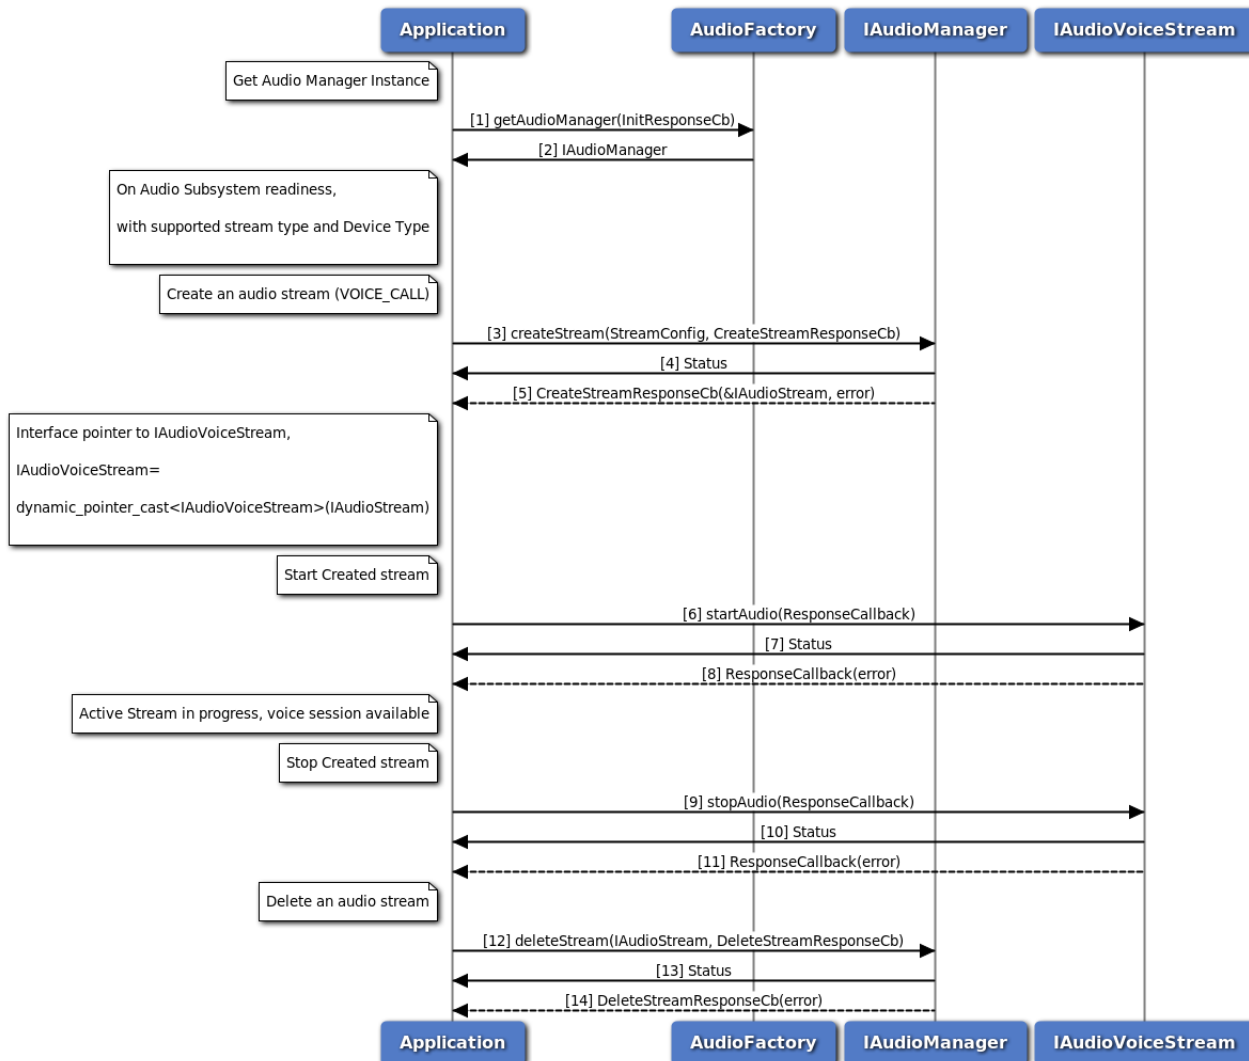 Application
AudioFactory
IAudioManager
IAudioVoiceStream
Get Audio Manager Instance
[1] getAudioManager(InitResponseCb)
[2] IAudioManager
On Audio Subsystem readiness,
with supported stream type and Device Type
Create an audio stream (VOICE_CALL)
[3] createStream(StreamConfig, CreateStreamResponseCb)
[4] Status
[5] CreateStreamResponseCb(&IAudioStream, error)
Interface pointer to IAudioVoiceStream,
IAudioVoiceStream=
dynamic_pointer_cast<IAudioVoiceStream>(IAudioStream)
Start Created stream
[6] startAudio(ResponseCallback)
[7] Status
[8] ResponseCallback(error)
Active Stream in progress, voice session available
Stop Created stream
[9] stopAudio(ResponseCallback)
[10] Status
[11] ResponseCallback(error)
Delete an audio stream
[12] deleteStream(IAudioStream, DeleteStreamResponseCb)
[13] Status
[14] DeleteStreamResponseCb(error)
Application
AudioFactory
IAudioManager
IAudioVoiceStream